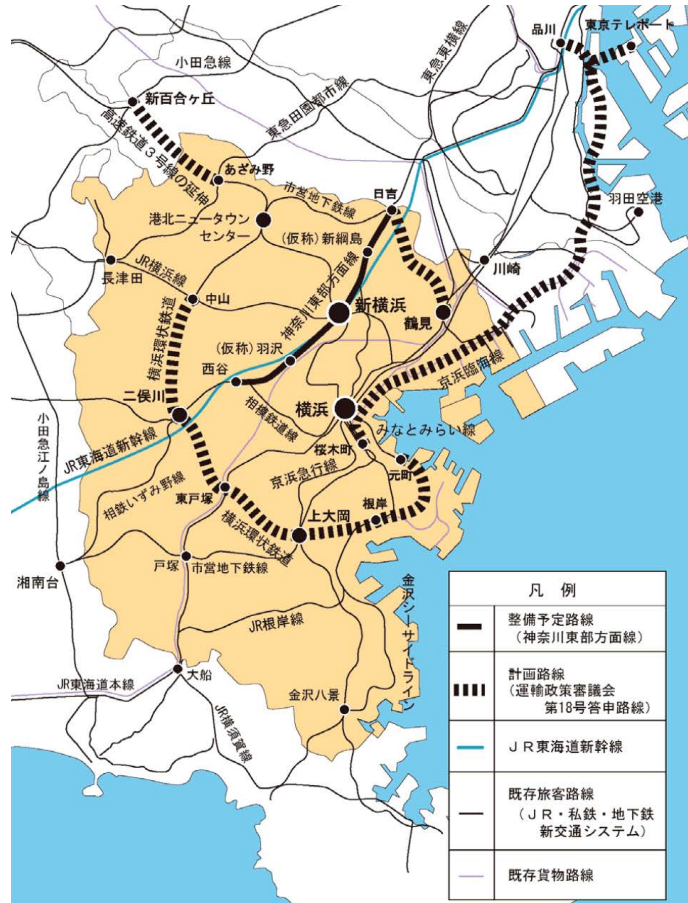 品川
東京テレポート
小田急線
東急東横線
新百合ヶ丘
東急田園都市線
高速鉄道３号線の延伸
あざみ野
市営地下鉄線
日吉
羽田空港
港北ニュータウン
センター
(仮称)新綱島
川崎
長津田
JR横浜線
中山
神奈川東部方面線
新横浜
鶴見
横浜環状鉄道
(仮称)羽沢
西谷
京浜臨海線
二俣川
相模鉄道線
横浜
みなとみらい線
小田急江ノ島線
JR東海道新幹線
桜木町
京浜急行線
元町
相鉄いずみ野線
東戸塚
横浜環状鉄道
上大岡
根岸
湘南台
戸塚
市営地下鉄線
金沢シーサイドライン
JR根岸線
大船
JR東海道本線
金沢八景
JR横須賀線
凡例
整備予定路線
（神奈川東部方面線）
計画路線
（運輸政策審議会
第18号答申路線）
ＪＲ東海道新幹線
既存旅客路線
（ＪＲ・私鉄・地下鉄
新交通システム）
既存貨物路線